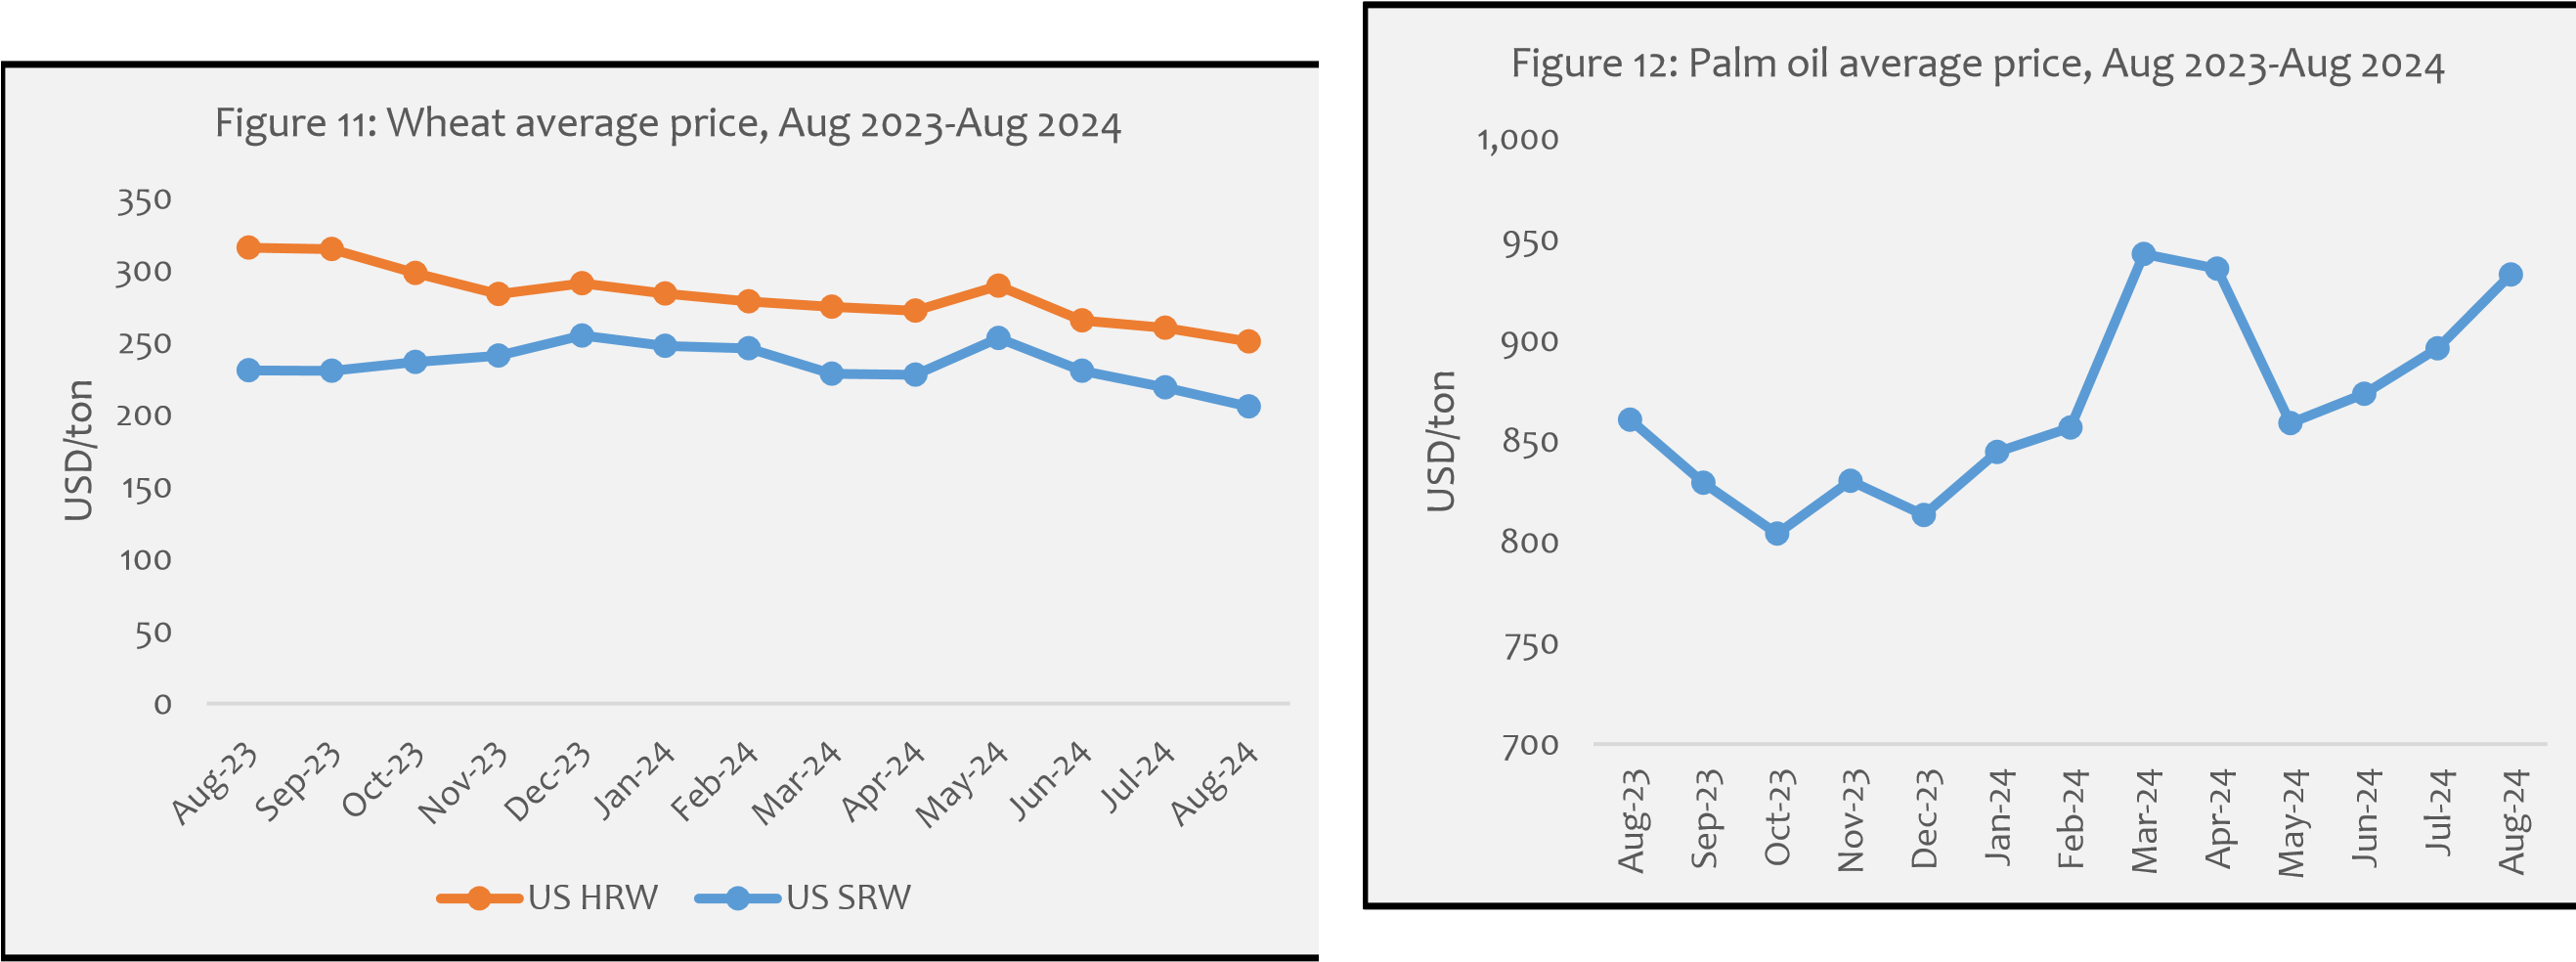 Figure 11: Wheat average price, Aug 2023-Aug 2024
350
300
250
200
150
100
50
0
USD/ton
Aug-23
Sep-23
Oct-23
Nov-23
Dec-23
Jan-24
Feb-24
Mar-24
Apr-24
May-24
Jun-24
Jul-24
Aug-24
US HRW
US SRW
Figure 12: Palm oil average price, Aug 2023-Aug 2024
1,000
950
900
850
800
750
700
USD/ton
Aug-23
Sep-23
Oct-23
Nov-23
Dec-23
Jan-24
Feb-24
Mar-24
Apr-24
May-24
Jun-24
Jul-24
Aug-24